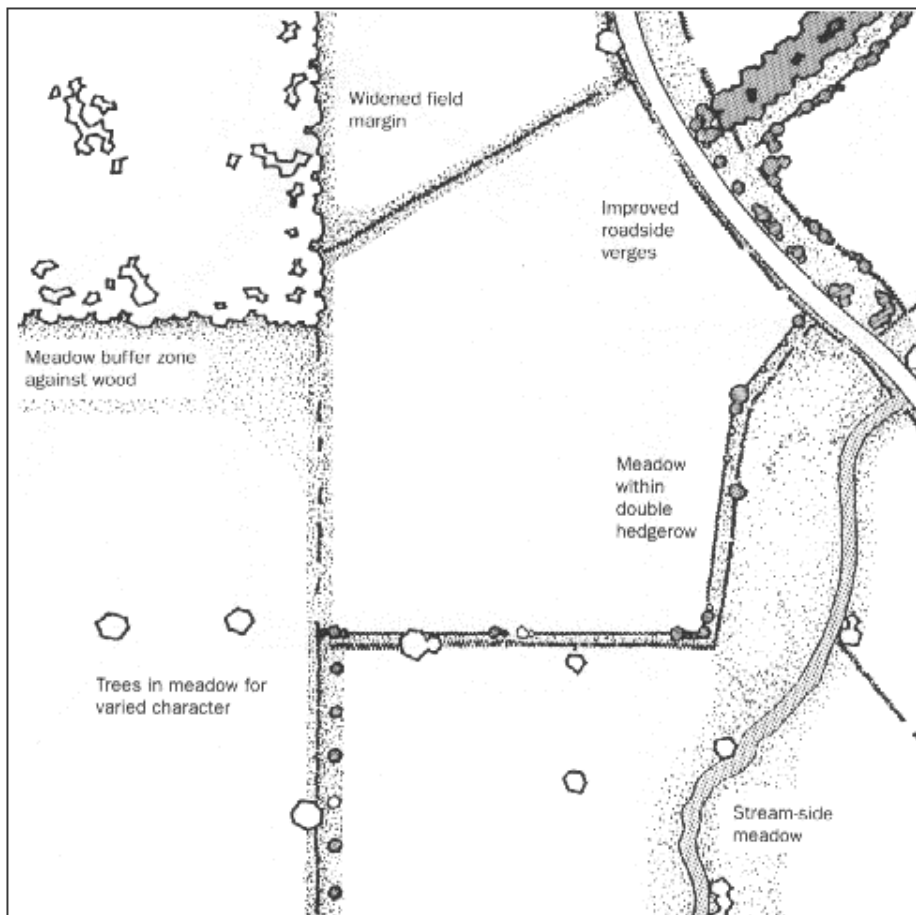 Widened field
margin
Improved
roadside
verges
Meadow buffer zone
against wood
Meadow
within
double
hedgerow
Trees in meadow for
varied character
Stream-side
meadow